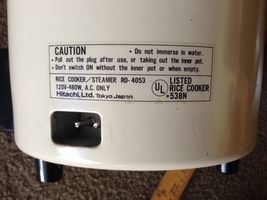 CAUTION
• Do not immerse in water.
• Pull out the plug after use, or taking out the inner pot.
• Don't switch ON without the inner pot or when empty.
RICE COOKER/STEAMER RD-4053
120V-480W, A.C. ONLY
Hitachi, Ltd. Tokyo Japan
UL
LISTED
RICE COOKER
538N